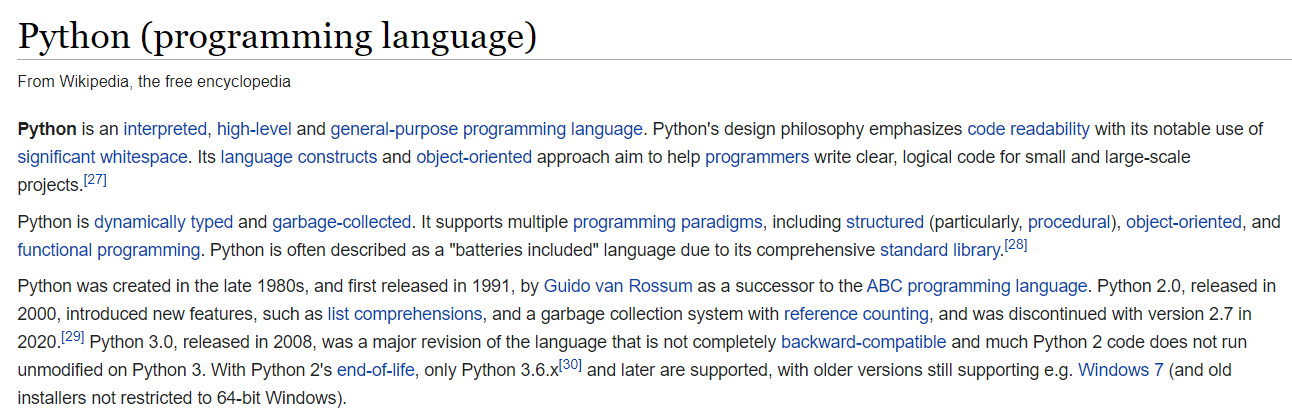 Python (programming language)
From Wikipedia, the free encyclopedia
Python is an interpreted, high-level and general-purpose programming language. Python's design philosophy emphasizes code readability with its notable use of
significant whitespace. Its language constructs and object-oriented approach aim to help programmers write clear, logical code for small and large-scale
projects.[27]
Python is dynamically typed and garbage-collected. It supports multiple programming paradigms, including structured (particularly, procedural), object-oriented, and
functional programming. Python is often described as a "batteries included" language due to its comprehensive standard library.[28]
Python was created in the late 1980s, and first released in 1991, by Guido van Rossum as a successor to the ABC programming language. Python 2.0, released in
2000, introduced new features, such as list comprehensions, and a garbage collection system with reference counting, and was discontinued with version 2.7 in
2020.[29] Python 3.0, released in 2008, was a major revision of the language that is not completely backward-compatible and much Python 2 code does not run
unmodified on Python 3. With Python 2's end-of-life, only Python 3.6.x[30] and later are supported, with older versions still supporting e.g. Windows 7 (and old
installers not restricted to 64-bit Windows).